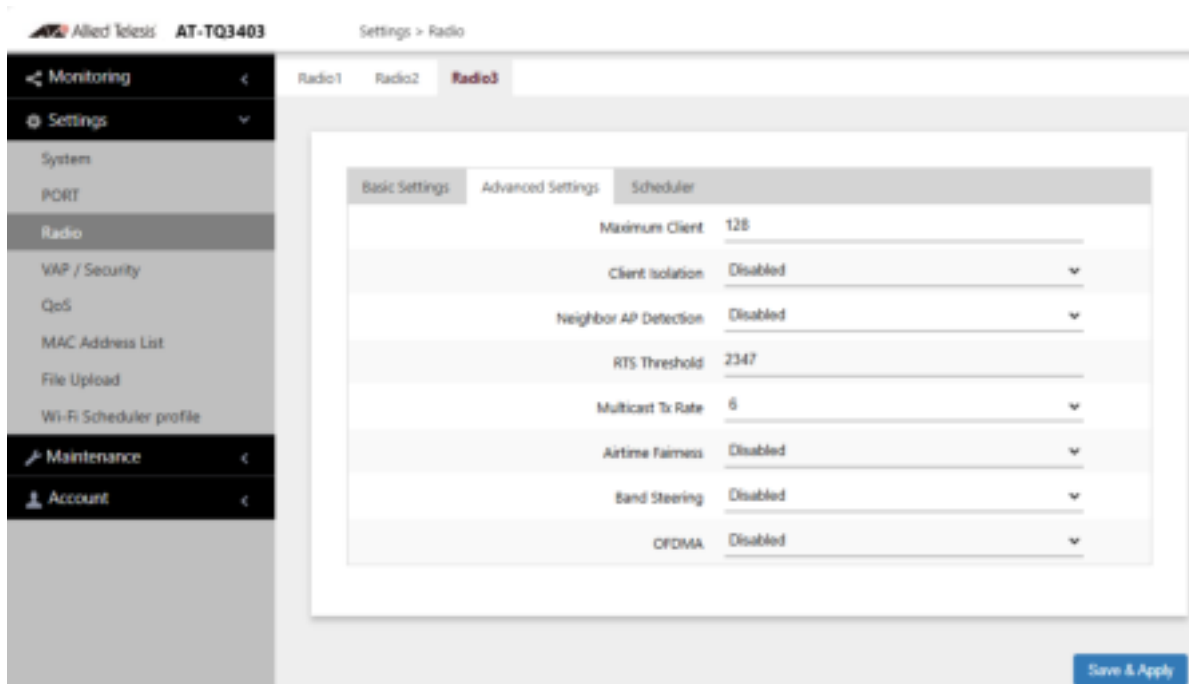 Allied Telesis AT-TQ3403 Settings > Radio
Monitoring
Radio1 Radio2 Radio3
Settings
System
PORT
Radio
VAP / Security
QoS
MAC Address List
File Upload
Wi-Fi Scheduler profile
Maintenance
Account
Basic Settings Advanced Settings Scheduler
Maximum Client 128
Client Isolation Disabled
Neighbor AP Detection Disabled
RTS Threshold 2347
Multicast Tx Rate 6
Airtime Fairness Disabled
Band Steering Disabled
OFDMA Disabled
Save & Apply